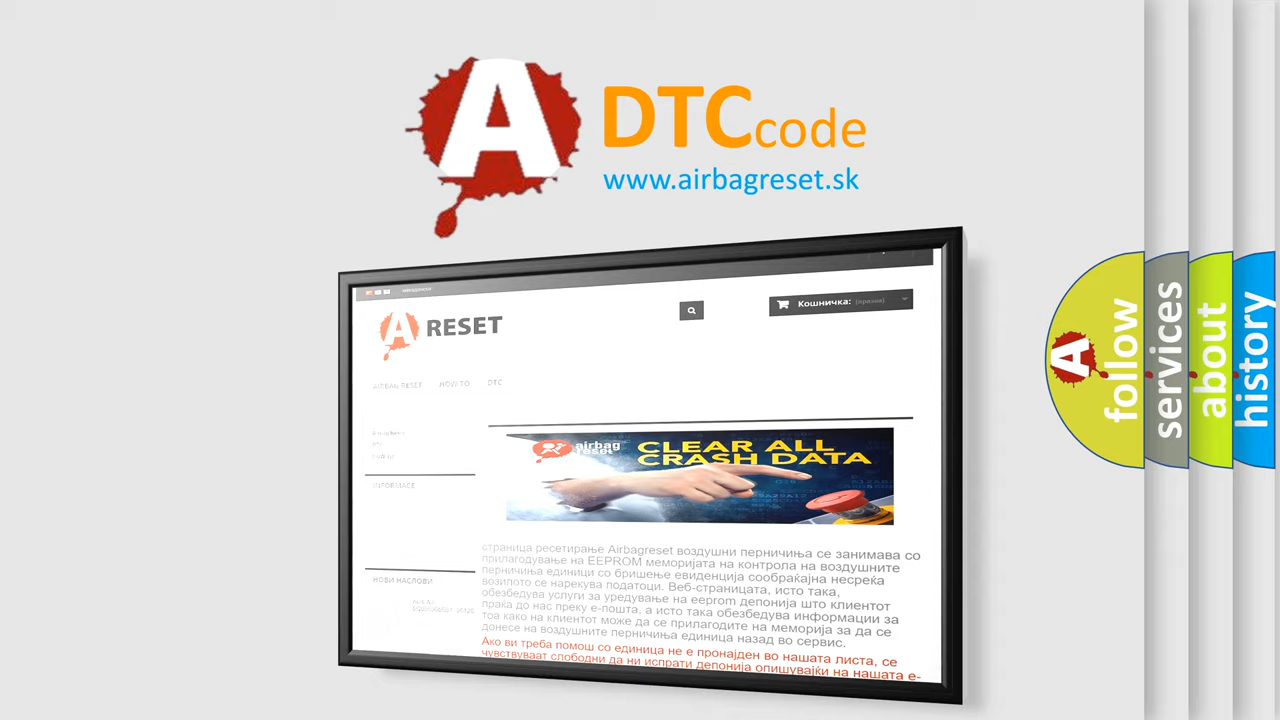 A DTC code
www.airbagreset.sk
Кошничка: (празни)
A RESET
AIRBAG RESET HOW TO DTC
airbag
reset
CLEAR ALL
CRASH DATA
INFORMACE
страница ресетирање Airbagreset воздушни перничиња се занимава со
прилагодување на EEPROM меморијата на контрола на воздушните
перничиња единици со бришење евиденција сообраќајна несреќа
возилото се нарекува податоци. Веб-страницата, исто така,
обезбедува услуги за уредување на eeprom депонија што клиентот
праќа до нас преку е-пошта, а исто така обезбедува информации за
тоа како на клиентот може да се прилагодите на меморија за да се
донесе на воздушните перничиња единица назад во сервис.
НОВИ НАСЛОВИ
Ако ви треба помош со единица не е пронајден во нашата листа, се
чувствуваат слободни да ни испрати депонија опишувајќи на нашата е-
A
follow
services
about
history